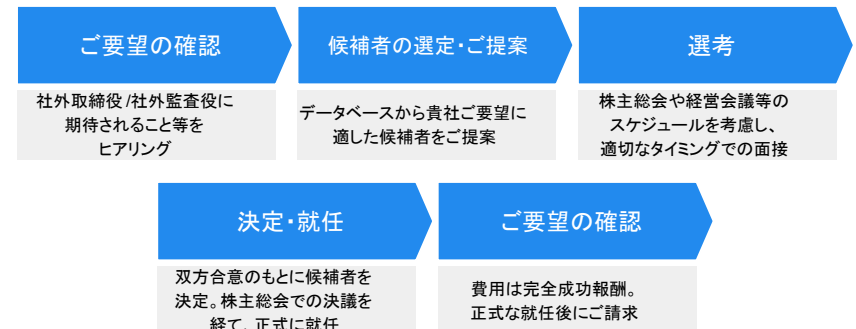 ご要望の確認
社外取締役/社外監査役に
期待されること等を
ヒアリング
候補者の選定・ご提案
データベースから貴社ご要望に
適した候補者をご提案
選考
株主総会や経営会議等の
スケジュールを考慮し、
適切なタイミングでの面接
決定・就任
双方合意のもとに候補者を
決定。株主総会での決議を
経て、正式に就任
ご要望の確認
費用は完全成功報酬。
正式な就任後にご請求